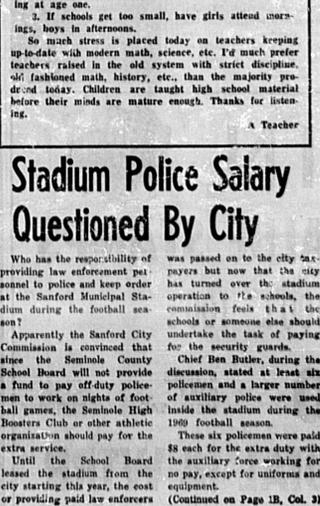 ing at age one.
3. If schools get too small, have girls attend morn-
ings, boys in afternoons.
So much stress is placed today on teachers keeping
up-to-date with modern math, science, etc. I'd much prefer
teachers raised in the old system with strict discipline,
old fashioned math, history, etc., than the majority pro-
today. Children are taught high school material
before their minds are mature enough. Thanks for listen-
ing.
A Teacher
Stadium Police Salary
Questioned By City
Who has the responsibility of
providing law enforcement per-
sonnel to police and keep order
at the Sanford Municipal Sta-
dium during the football sea-
son?
Apparently the Sanford City
Commission is convinced that
since the Seminole County
School Board will not provide
a fund to pay off-duty police-
men to work on nights of foot-
ball games, the Seminole High
Boosters Club or other athletic
organization should pay for the
extra service.
Until the School Board
leased the stadium from the
city starting this year, the cost
of providing paid law enforcers
was passed on to the city tax-
payers but now that the city
has turned over the stadium
operation to the schools, the
commission feels that the
schools or someone else should
undertake the task of paying
for the security guards.
Chief Ben Butler, during the
discussion, stated at least six
policemen and a larger number
of auxiliary police were used
inside the stadium during the
1969 football season.
These six policemen were paid
$8 each for the extra duty with
the auxiliary force working for
no pay, except for uniforms and
equipment.
(Continued on Page 1B, Col. 3)